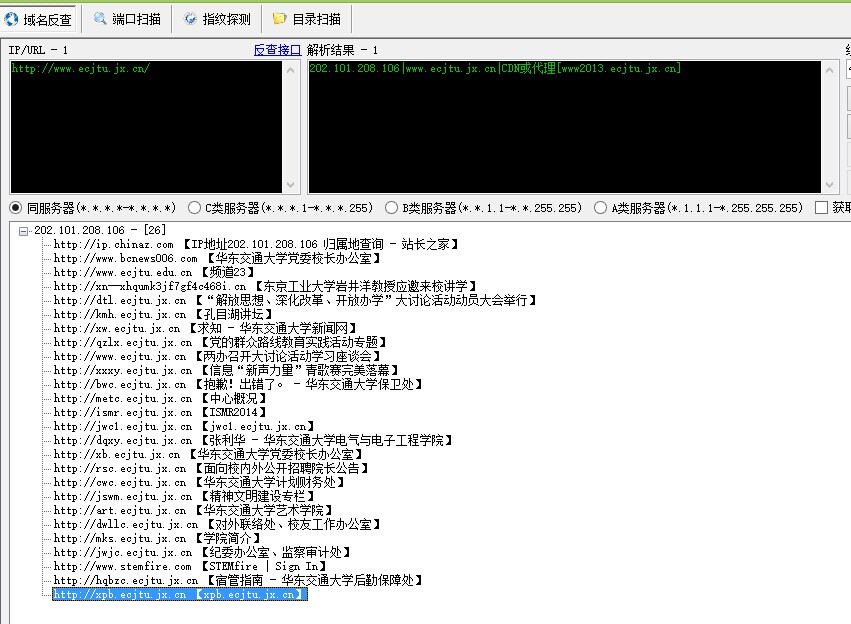 域名反查 端口扫描 指纹探测 目录扫描
IP/URL - 1 反查接口 解析结果 - 1
http://www.ecjtu.jx.cn/ 202.101.208.106|www.ecjtu.jx.cn|CDN或代理[www2013.ecjtu.jx.cn]
同服务器(*.*.*.*-*.*.*.*) C类服务器(*.*.*.1-*.*.*.255) B类服务器(*.*.1.1-*.*.255.255) A类服务器(*.1.1.1-*.255.255.255) 获取
202.101.208.106 - [26]
http://ip.chinaz.com 【IP地址202.101.208.106 归属地查询 - 站长之家】
http://www.bcnews006.com 【华东交通大学党委校长办公室】
http://www.ecjtu.edu.cn 【频道23】
http://xn--xhqumk3jf7gf4c468i.cn 【东京工业大学岩井洋教授应邀来校讲学】
http://dtl.ecjtu.jx.cn 【“解放思想、深化改革、开放办学”大讨论活动动员大会举行】
http://kmh.ecjtu.jx.cn 【孔目湖讲坛】
http://xw.ecjtu.jx.cn 【求知 - 华东交通大学新闻网】
http://qzlx.ecjtu.jx.cn 【党的群众路线教育实践活动专题】
http://www.ecjtu.jx.cn 【两办召开大讨论活动学习座谈会】
http://xxxy.ecjtu.jx.cn 【信息“新声力量”青歌赛完美落幕】
http://bwc.ecjtu.jx.cn 【抱歉！出错了。 - 华东交通大学保卫处】
http://metc.ecjtu.jx.cn 【中心概况】
http://ismr.ecjtu.jx.cn 【ISMR2014】
http://jwc1.ecjtu.jx.cn 【jwc1.ecjtu.jx.cn】
http://dqxy.ecjtu.jx.cn 【张利华 - 华东交通大学电气与电子工程学院】
http://xb.ecjtu.jx.cn 【华东交通大学党委校长办公室】
http://rsc.ecjtu.jx.cn 【面向校内外公开招聘院长公告】
http://cwc.ecjtu.jx.cn 【华东交通大学计划财务处】
http://jswm.ecjtu.jx.cn 【精神文明建设专栏】
http://art.ecjtu.jx.cn 【华东交通大学艺术学院】
http://dwllc.ecjtu.jx.cn 【对外联络处、校友工作办公室】
http://mks.ecjtu.jx.cn 【学院简介】
http://jwjc.ecjtu.jx.cn 【纪委办公室、监察审计处】
http://www.stemfire.com 【STEMfire | Sign In】
http://hqbzc.ecjtu.jx.cn 【宿管指南 - 华东交通大学后勤保障处】
http://xpb.ecjtu.jx.cn 【xpb.ecjtu.jx.cn】